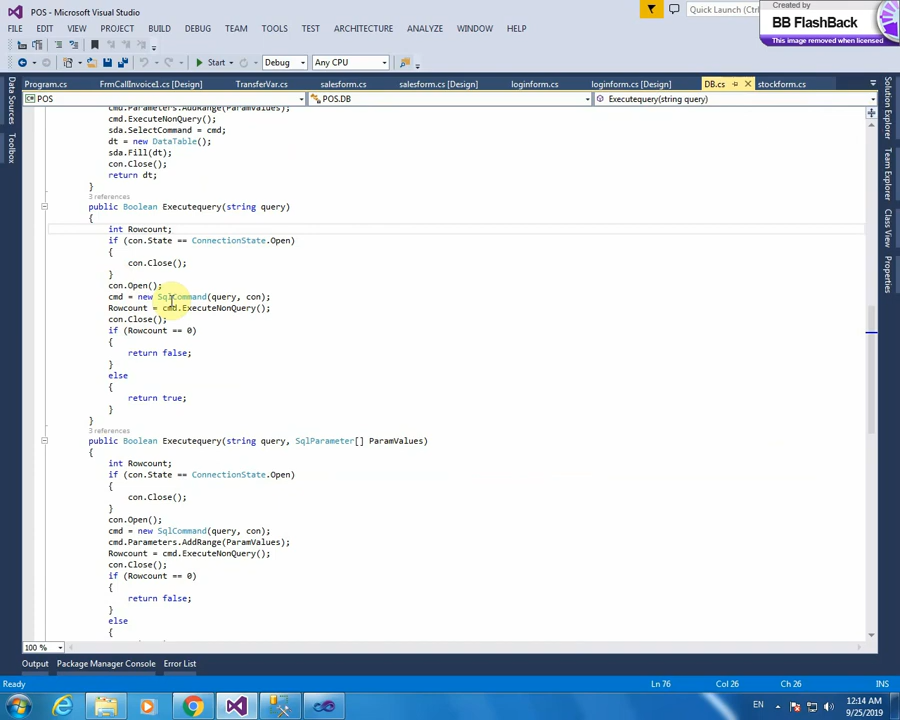 POS - Microsoft Visual Studio
Quick Launch (
Created by
BB FlashBack
This image removed when licensed
FILE EDIT VIEW PROJECT BUILD DEBUG TEAM TOOLS TEST ARCHITECTURE ANALYZE WINDOW HELP
Start Debug Any CPU
Program.cs FrmCallInvoice1 [Design] TransferVar.cs salesform.cs salesform.cs [Design] loginform.cs loginform.cs [Design] DB.cs stockform.cs
POS POS.DB Executequery(string query)
Data Sources
Toolbox
Solution Explorer
Team Explorer
Class View
Properties
cmd.Parameters.AddRange(ParamValues);
cmd.ExecuteNonQuery();
sda.SelectCommand = cmd;
dt = new DataTable();
sda.Fill(dt);
con.Close();
return dt;
}
3 references
public Boolean Executequery(string query)
{
int Rowcount;
if (con.State == ConnectionState.Open)
{
con.Close();
}
con.Open();
cmd = new SqlCommand(query, con);
Rowcount = cmd.ExecuteNonQuery();
con.Close();
if (Rowcount == 0)
{
return false;
}
else
{
return true;
}
}
3 references
public Boolean Executequery(string query, SqlParameter[] ParamValues)
{
int Rowcount;
if (con.State == ConnectionState.Open)
{
con.Close();
}
con.Open();
cmd = new SqlCommand(query, con);
cmd.Parameters.AddRange(ParamValues);
Rowcount = cmd.ExecuteNonQuery();
con.Close();
if (Rowcount == 0)
{
return false;
}
else
{
100 %
Output Package Manager Console Error List
Ready Ln 76 Col 26 Ch 26 INS
EN 12:14 AM
9/25/2019